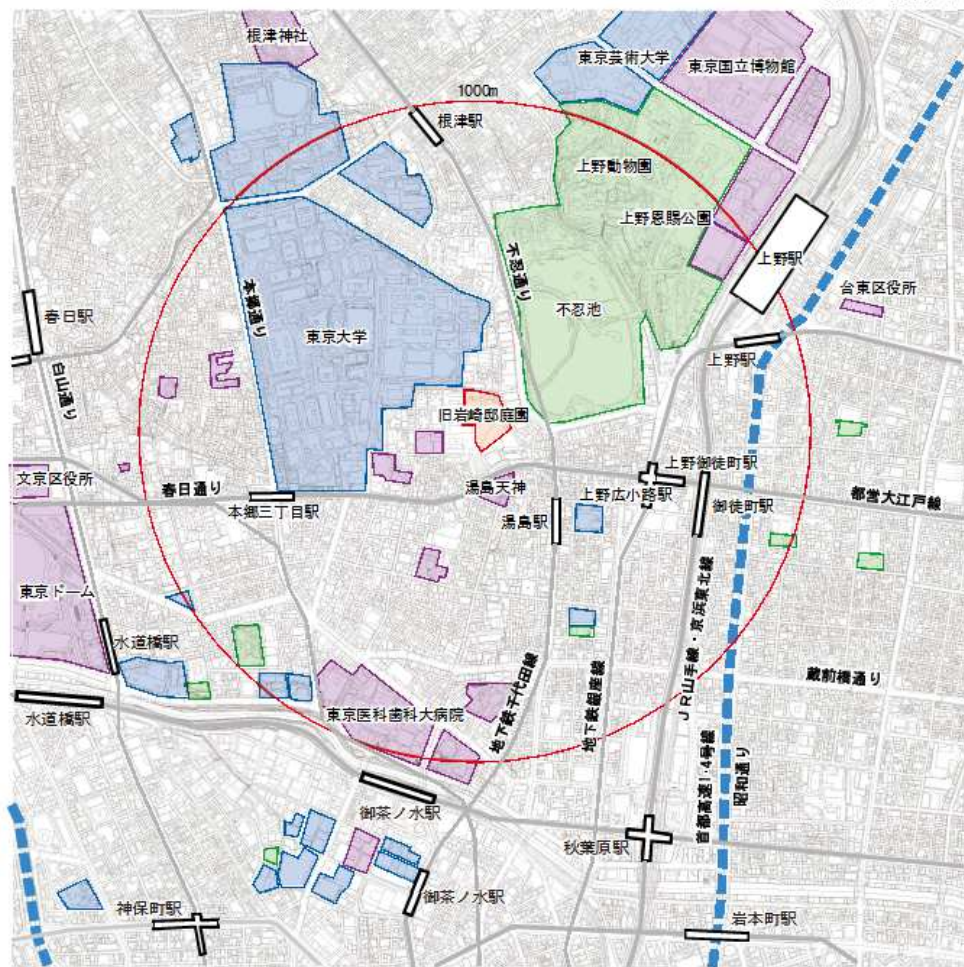 根津神社
東京芸術大学
東京国立博物館
1000m
根津駅
上野動物園
上野恩賜公園
不忍通り
上野駅
本郷通り
台東区役所
春日駅
不忍池
東京大学
上野駅
白山通り
旧岩崎邸庭園
上野御徒町駅
文京区役所
春日通り
湯島天神
上野広小路駅
本郷三丁目駅
湯島駅
御徒町駅
都営大江戸線
東京ドーム
水道橋駅
JR山手線・京浜東北線
蔵前橋通り
地下鉄千代田線
地下鉄銀座線
水道橋駅
東京医科歯科大病院
首都高速1・4号線
昭和通り
御茶ノ水駅
秋葉原駅
御茶ノ水駅
神保町駅
岩本町駅